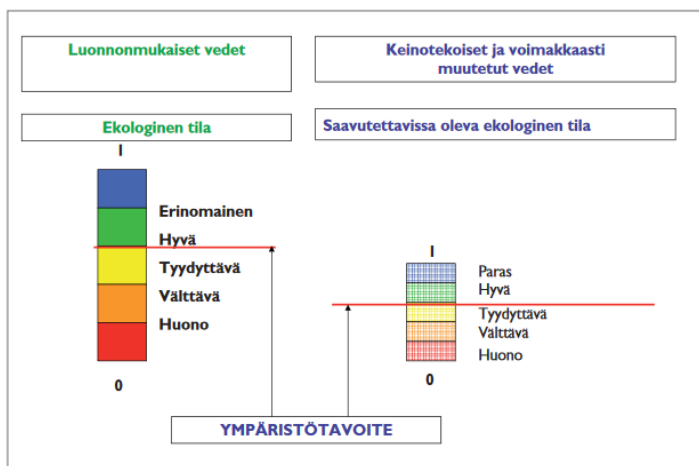 Luonnonmukaiset vedet
Keinotekoiset ja voimakkaasti
muutetut vedet
Ekologinen tila
Saavutettavissa oleva ekologinen tila
1
Erinomainen
Hyvä
Tyydyttävä
Välttävä
Huono
0
1
Paras
Hyvä
Tyydyttävä
Välttävä
Huono
0
YMPÄRISTÖTAVOITE